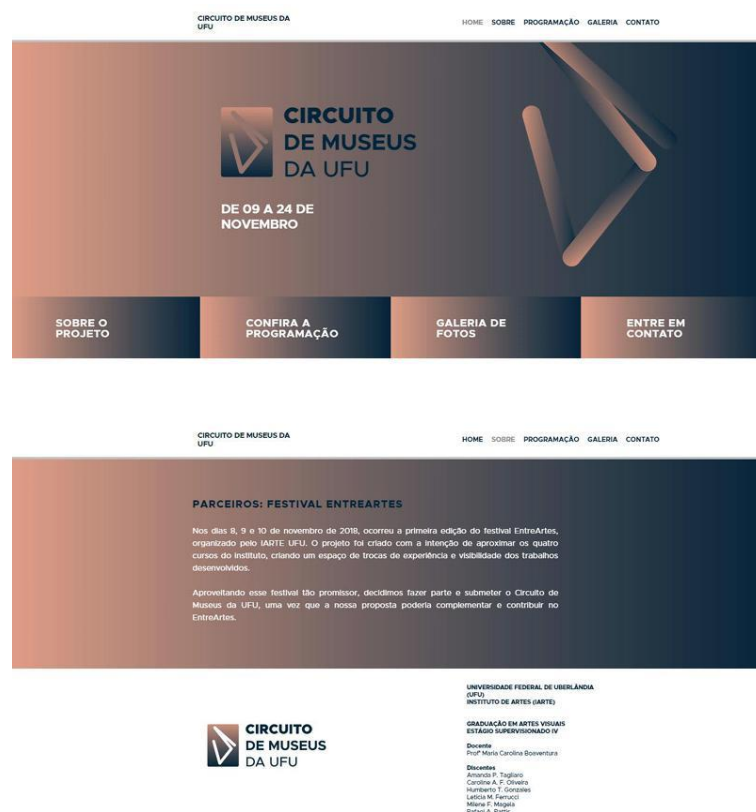 CIRCUITO DE MUSEUS DA
UFU
HOME SOBRE PROGRAMAÇÃO GALERIA CONTATO
CIRCUITO
DE MUSEUS
DA UFU
DE 09 A 24 DE
NOVEMBRO
SOBRE O
PROJETO
CONFIRA A
PROGRAMAÇÃO
GALERIA DE
FOTOS
ENTRE EM
CONTATO
CIRCUITO DE MUSEUS DA
UFU
HOME SOBRE PROGRAMAÇÃO GALERIA CONTATO
PARCEIROS: FESTIVAL ENTREARTES
Nos dias 8, 9 e 10 de novembro de 2018, ocorreu a primeira edição do festival EntreArtes,
organizado pelo IARTE UFU. O projeto foi criado com a intenção de aproximar os quatro
cursos do instituto, criando um espaço de trocas de experiência e visibilidade dos trabalhos
desenvolvidos.
Aproveitando esse festival tão promissor, decidimos fazer parte e submeter o Circuito de
Museus da UFU, uma vez que a nossa proposta poderia complementar e contribuir no
EntreArtes.
CIRCUITO
DE MUSEUS
DA UFU
UNIVERSIDADE FEDERAL DE UBERLÂNDIA
(UFU)
INSTITUTO DE ARTES (IARTE)
GRADUAÇÃO EM ARTES VISUAIS
ESTÁGIO SUPERVISIONADO IV
Docente
Profª Maria Carolina Boaventura
Discentes
Amanda P. Tagliaro
Caroline A. F. Oliveira
Humberto T. Gonzales
Letícia M. Ferrucci
Milene F. Magela